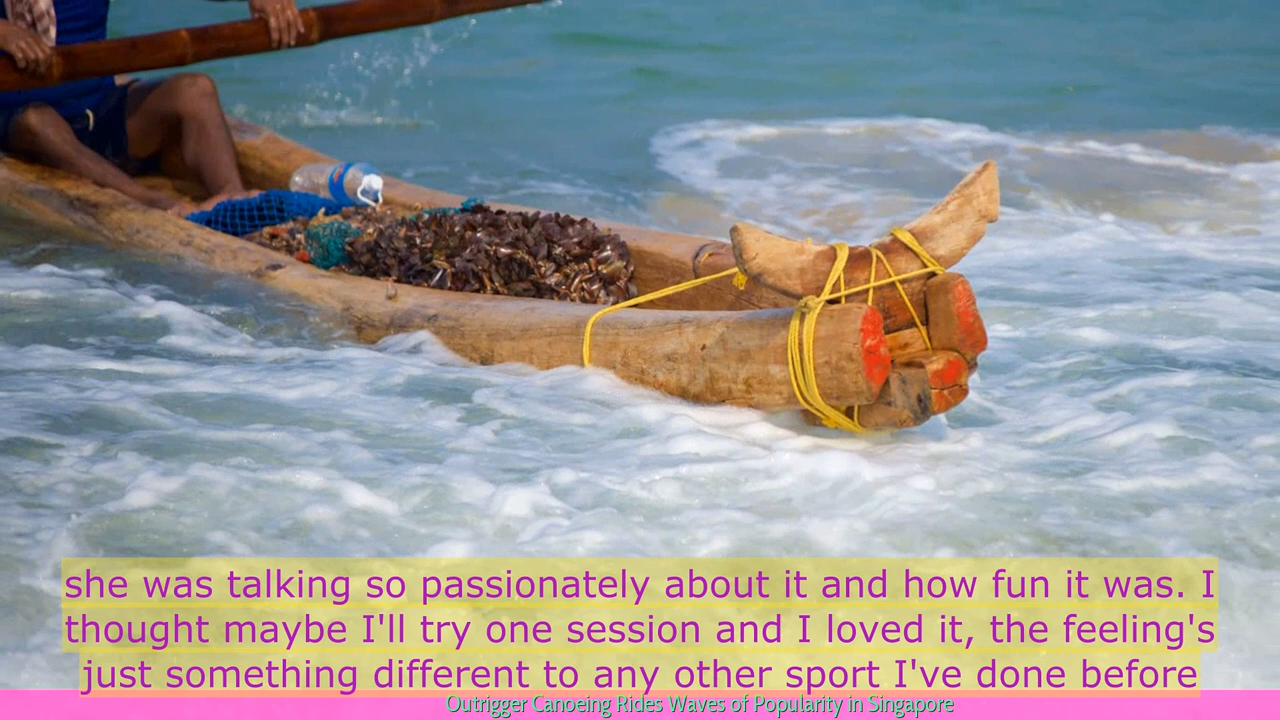 she was talking so passionately about it and how fun it was. I
thought maybe I'll try one session and I loved it, the feeling's
just something different to any other sport I've done before
Outrigger Canoeing Rides Waves of Popularity in Singapore